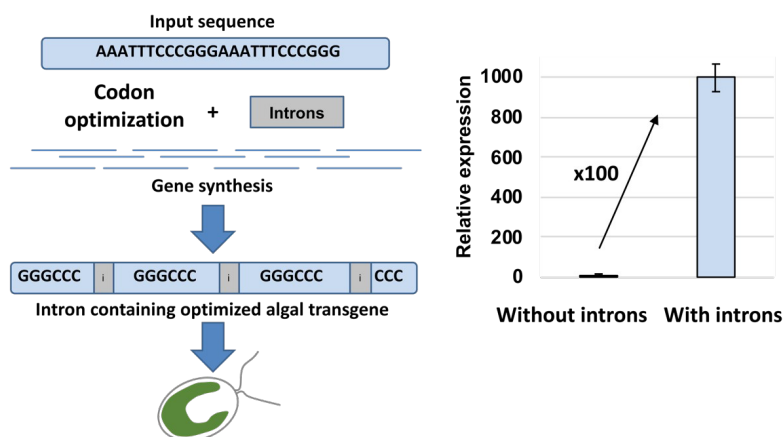 Input sequence
AAATTTCCCGGGAAATTTCCCGGG
Codon
optimization
+
Introns
Gene synthesis
GGGCCC i GGGCCC i GGGCCC i CCC
Intron containing optimized algal transgene
Relative expression
1000
800
600
400
200
0
x100
Without introns With introns